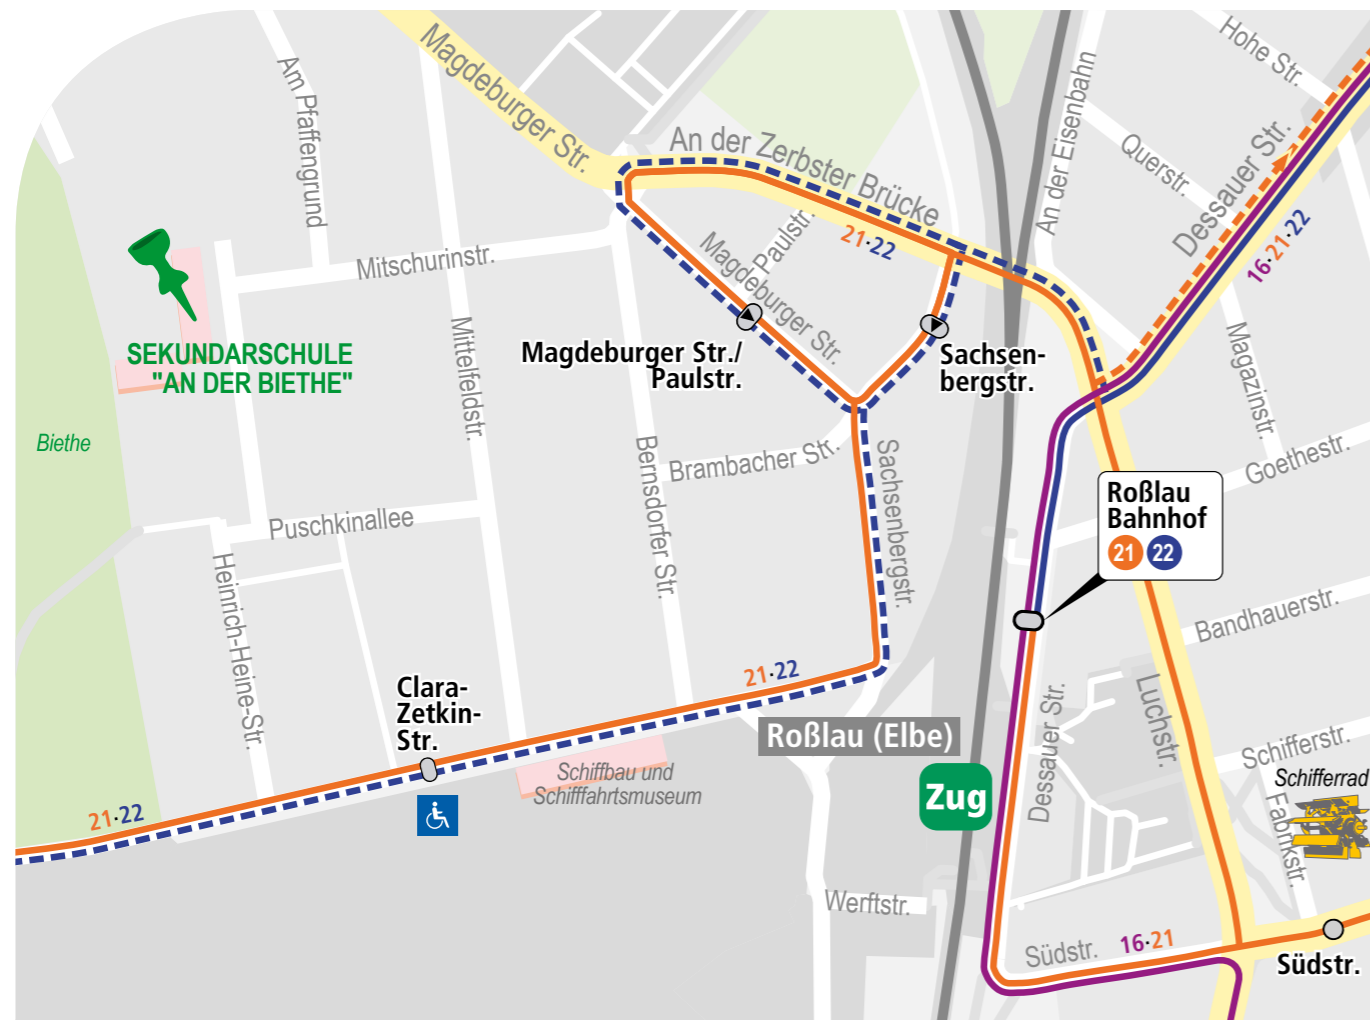 Hohe Str.
Magdeburger Str.
Am Pfaffengrund
An der Eisenbahn
An der Zerbster Brücke
Querstr.
Dessauer Str.
Paulstr.
21·22
16·21·22
Mitschurinstr.
Magdeburger Str.
SEKUNDARSCHULE
"AN DER BIETHE"
Mittelfeldstr.
Magdeburger Str./
Paulstr.
Sachsen-
bergstr.
Magazinstr.
Biethe
Bernsdorfer Str.
Brambacher Str.
Sachsenbergstr.
Goethestr.
Roßlau
Bahnhof
21 22
Puschkinallee
Heinrich-Heine-Str.
Bandhauerstr.
21·22
Clara-
Zetkin-
Str.
Roßlau (Elbe)
Luchstr.
Dessauer Str.
Schifferstr.
Schiffbau und
Schifffahrtsmuseum
Zug
Schifferrad
Fabrikstr.
21·22
Werftstr.
Südstr.
16·21
Südstr.